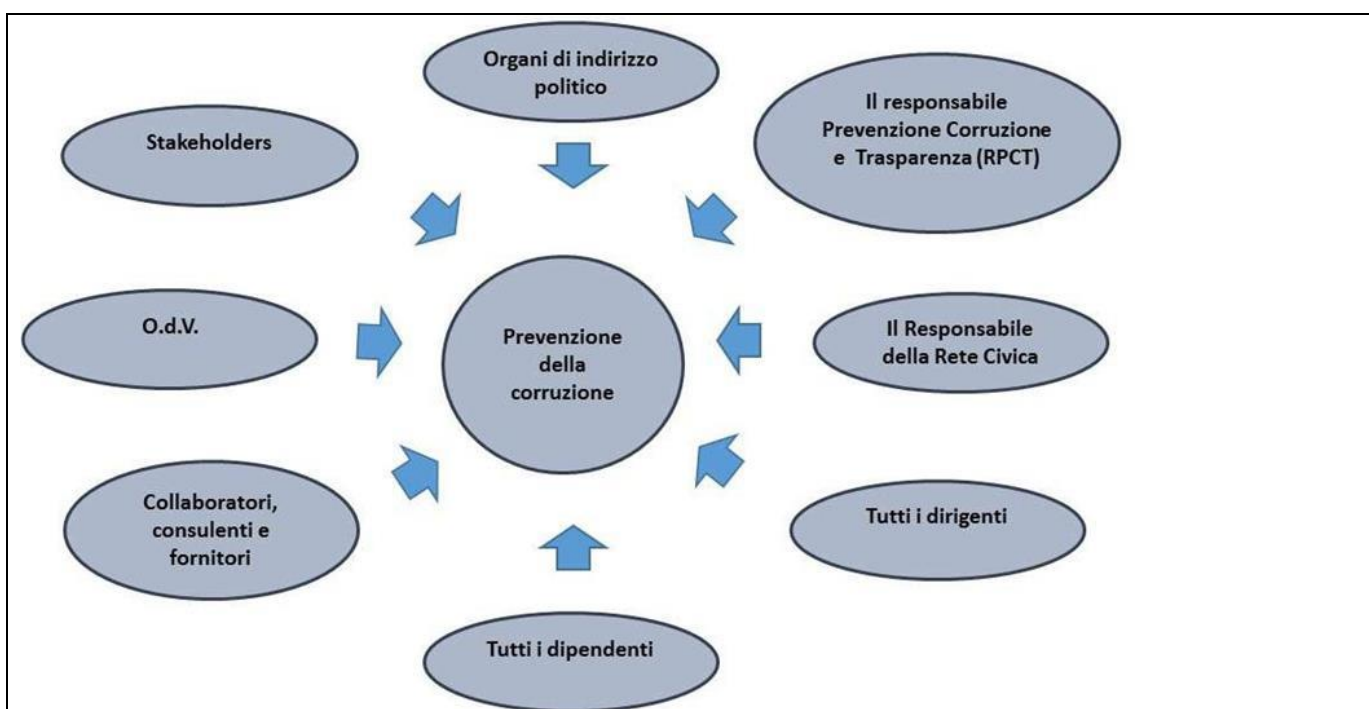 Organi di indirizzo
politico
Il responsabile
Prevenzione Corruzione
e Trasparenza (RPCT)
Stakeholders
O.d.V.
Prevenzione
della
corruzione
Il Responsabile
della Rete Civica
Collaboratori,
consulenti e
fornitori
Tutti i dirigenti
Tutti i dipendenti